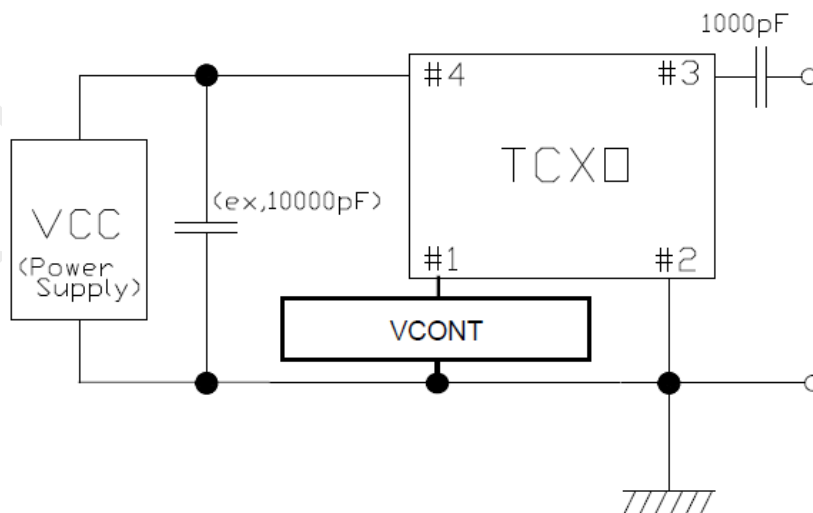 1000pF
#4
#3
TCXO
(ex,10000pF)
VCC
(Power
Supply)
#1
#2
VCONT